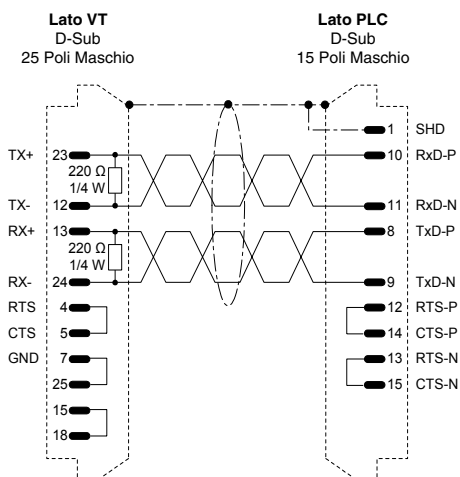 Lato VT
D-Sub
25 Poli Maschio
Lato PLC
D-Sub
15 Poli Maschio
1 SHD
TX+ 23
10 RxD-P
220 Ω
1/4 W
TX- 12
11 RxD-N
RX+ 13
8 TxD-P
220 Ω
1/4 W
RX- 24
9 TxD-N
RTS 4
12 RTS-P
CTS 5
14 CTS-P
GND 7
13 RTS-N
25
15 CTS-N
15
18